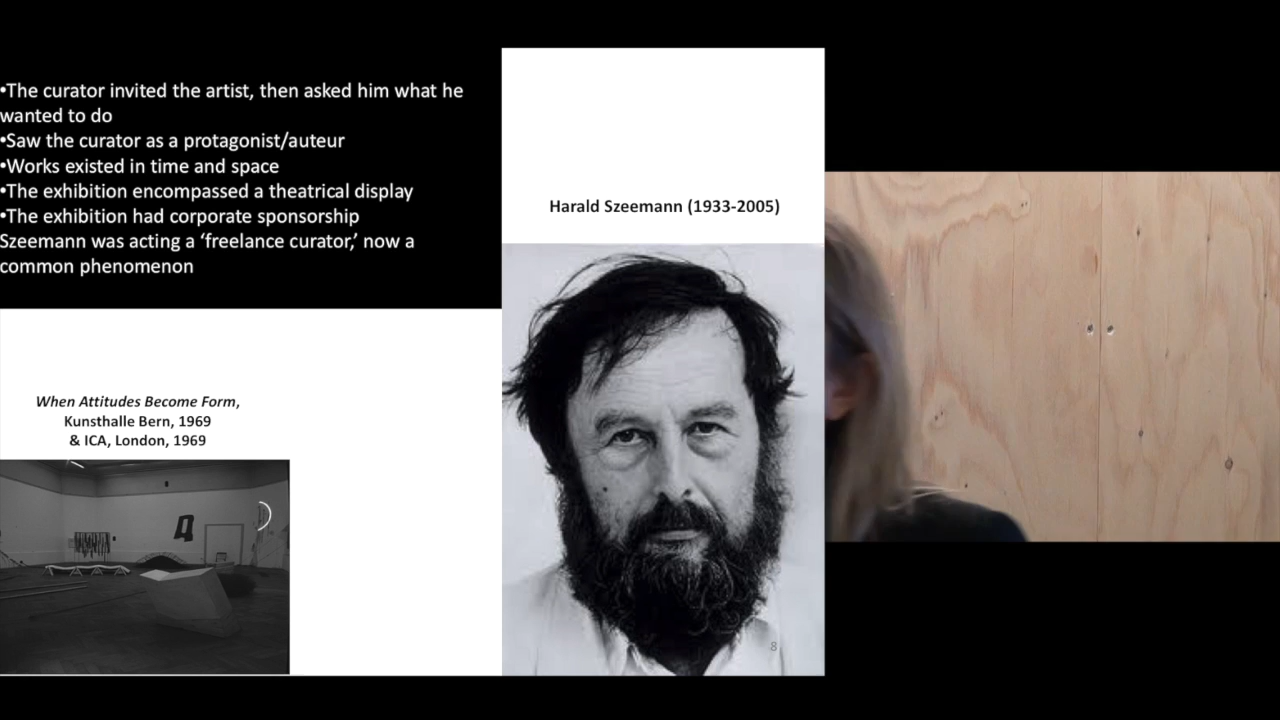 •The curator invited the artist, then asked him what he
wanted to do
•Saw the curator as a protagonist/auteur
•Works existed in time and space
•The exhibition encompassed a theatrical display
•The exhibition had corporate sponsorship
Szeemann was acting a ‘freelance curator,’ now a
common phenomenon
Harald Szeemann (1933-2005)
When Attitudes Become Form,
Kunsthalle Bern, 1969
& ICA, London, 1969
8